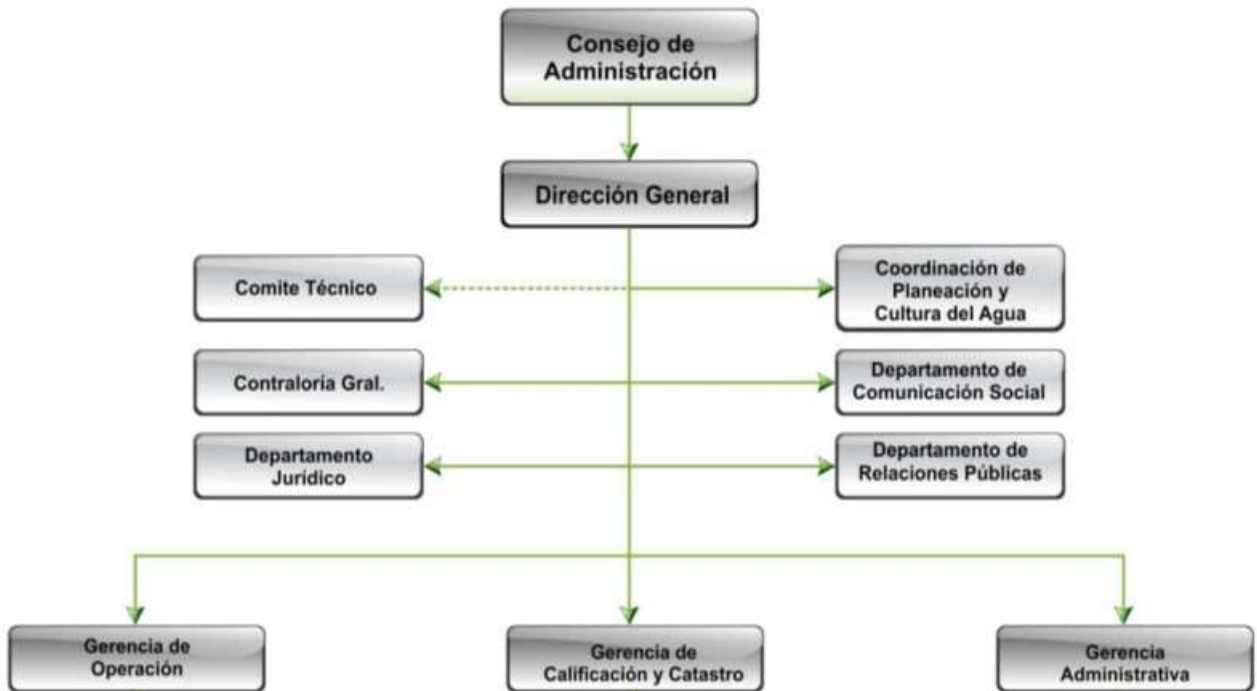 Consejo de
Administración
Dirección General
Comite Técnico
Coordinación de
Planeación y
Cultura del Agua
Contraloria Gral.
Departamento de
Comunicación Social
Departamento
Jurídico
Departamento de
Relaciones Públicas
Gerencia de
Operación
Gerencia de
Calificación y Catastro
Gerencia
Administrativa